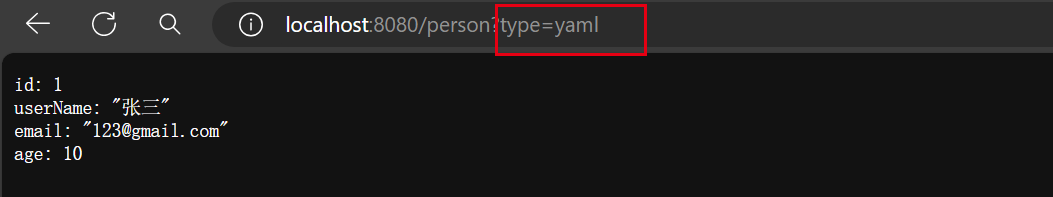 localhost:8080/person?type=yaml
id: 1
userName: "张三"
email: "123@gmail.com"
age: 10